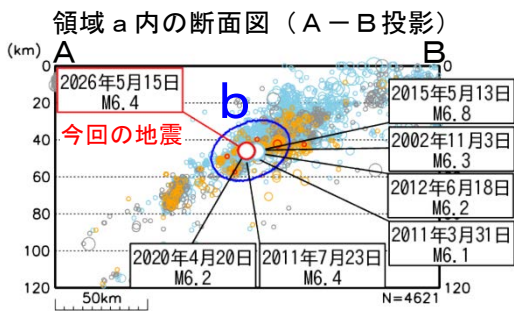 領域a内の断面図（A－B投影）
(km) A B
0 0
2026年5月15日
M6.4
今回の地震
b
2015年5月13日
M6.8
2002年11月3日
M6.3
2012年6月18日
M6.2
2011年3月31日
M6.1
20
40
60
80
100
120 120
2020年4月20日
M6.2
2011年7月23日
M6.4
50km
N=4621